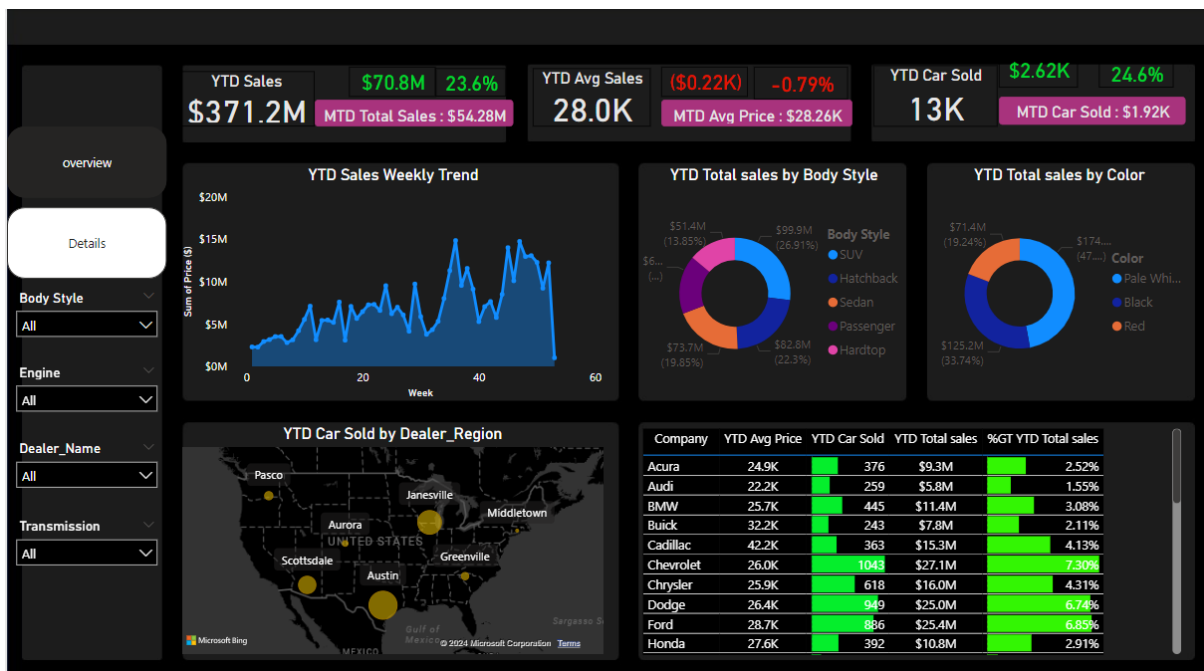 YTD Sales
$371.2M
$70.8M
23.6%
MTD Total Sales : $54.28M
YTD Avg Sales
28.0K
($0.22K)
-0.79%
MTD Avg Price : $28.26K
YTD Car Sold
13K
$2.62K
24.6%
MTD Car Sold : $1.92K
overview
Details
Body Style
All
Engine
All
Dealer_Name
All
Transmission
All
YTD Sales Weekly Trend
Sum of Price ($)
$20M
$15M
$10M
$5M
$0M
0 20 40 60
Week
YTD Total sales by Body Style
$51.4M
(13.85%)
$99.9M
(26.91%)
$6...
(...)
$73.7M
(19.85%)
$82.8M
(22.3%)
Body Style
SUV
Hatchback
Sedan
Passenger
Hardtop
YTD Total sales by Color
$71.4M
(19.24%)
$174....
(47....)
$125.2M
(33.74%)
Color
Pale Whi...
Black
Red
YTD Car Sold by Dealer_Region
Pasco
Janesville
Middletown
Aurora
UNITED STATES
Scottsdale
Greenville
Austin
Gulf of
Mexico
MEXICO
Sargasso S
Microsoft Bing
© 2024 Microsoft Corporation Terms
Company YTD Avg Price YTD Car Sold YTD Total sales %GT YTD Total sales
Acura 24.9K 376 $9.3M 2.52%
Audi 22.2K 259 $5.8M 1.55%
BMW 25.7K 445 $11.4M 3.08%
Buick 32.2K 243 $7.8M 2.11%
Cadillac 42.2K 363 $15.3M 4.13%
Chevrolet 26.0K 1043 $27.1M 7.30%
Chrysler 25.9K 618 $16.0M 4.31%
Dodge 26.4K 949 $25.0M 6.74%
Ford 28.7K 886 $25.4M 6.85%
Honda 27.6K 392 $10.8M 2.91%